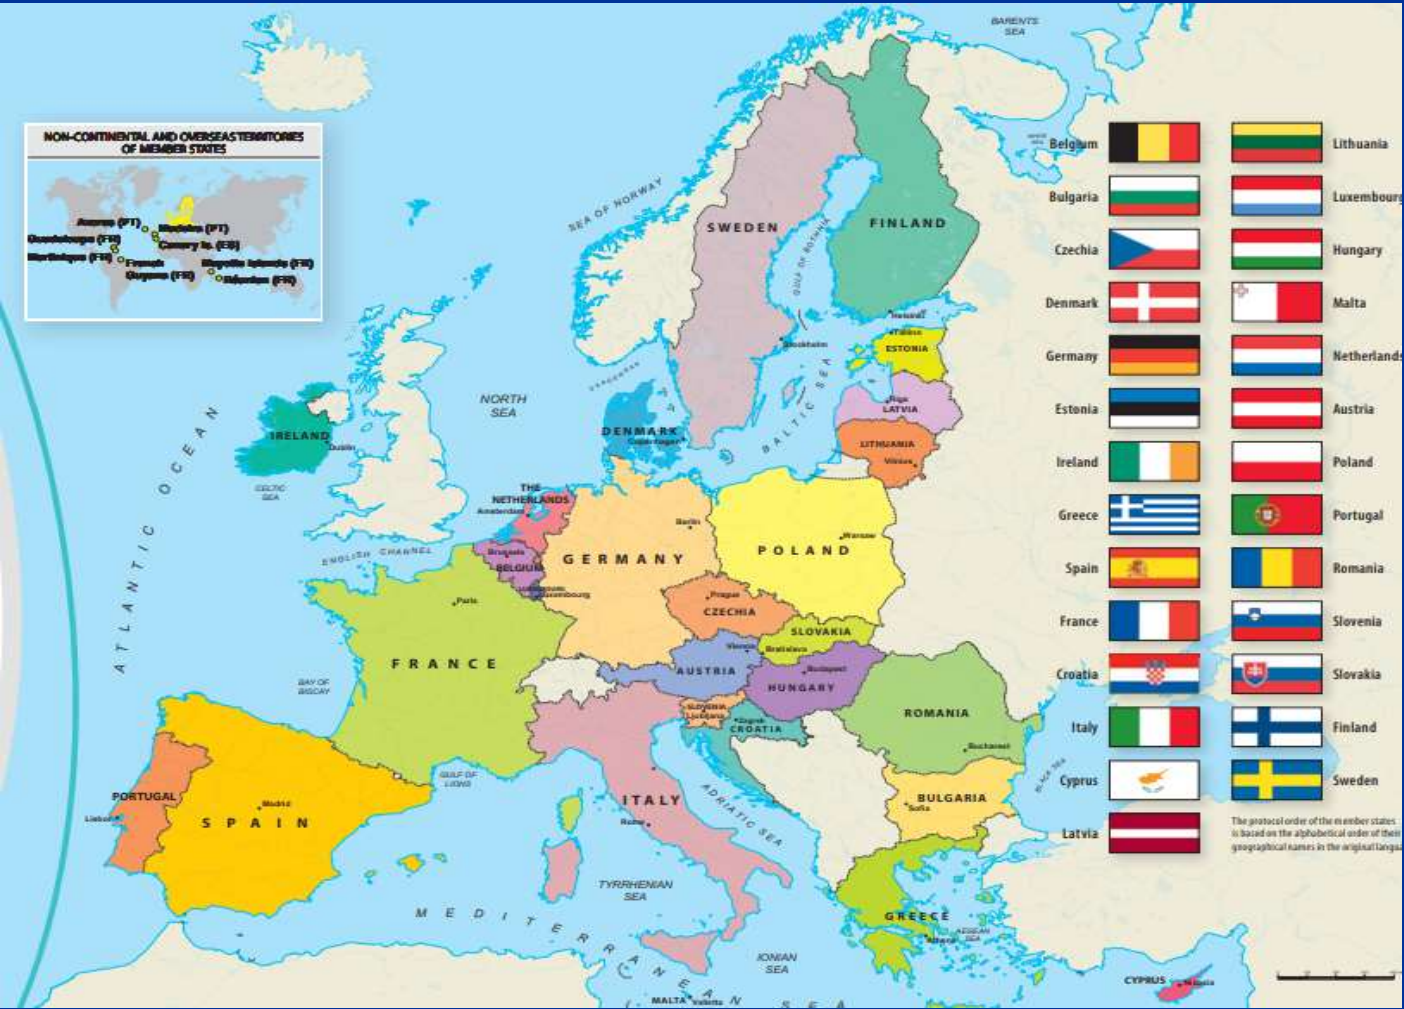 BARENTS
SEA
NON-CONTINENTAL AND OVERSEAS TERRITORIES
OF MEMBER STATES
Azores (PT)
Madeira (PT)
Guadeloupe (FR)
Canary Is. (ES)
Martinique (FR)
French
Guyana (FR)
Mayotte Islands (FR)
Réunion (FR)
SEA OF NORWAY
SWEDEN
FINLAND
GULF OF BOTHNIA
Helsinki
Tallinn
ESTONIA
Stockholm
NORTH
SEA
BALTIC SEA
Riga
LATVIA
DENMARK
Copenhagen
LITHUANIA
Vilnius
IRELAND
Dublin
CELTIC
SEA
ATLANTIC OCEAN
THE
NETHERLANDS
Amsterdam
Berlin
Warsaw
ENGLISH CHANNEL
Brussels
BELGIUM
GERMANY
POLAND
Luxembourg
Paris
Prague
CZECHIA
SLOVAKIA
Bratislava
Vienna
FRANCE
AUSTRIA
Budapest
HUNGARY
BAY OF
BISCAY
SLOVENIA
Ljubljana
Zagreb
CROATIA
ROMANIA
Bucharest
BLACK SEA
GULF OF
LIONS
PORTUGAL
Lisbon
Madrid
SPAIN
ITALY
Rome
ADRIATIC SEA
BULGARIA
Sofia
TYRRHENIAN
SEA
MEDITERRANEAN SEA
GREECE
Athens
AEGEAN
SEA
IONIAN
SEA
MALTA
Valletta
CYPRUS
Nicosia
Belgium
Lithuania
Bulgaria
Luxembourg
Czechia
Hungary
Denmark
Malta
Germany
Netherlands
Estonia
Austria
Ireland
Poland
Greece
Portugal
Spain
Romania
France
Slovenia
Croatia
Slovakia
Italy
Finland
Cyprus
Sweden
Latvia
The protocol order of the member states
is based on the alphabetical order of their
geographical names in the original langua